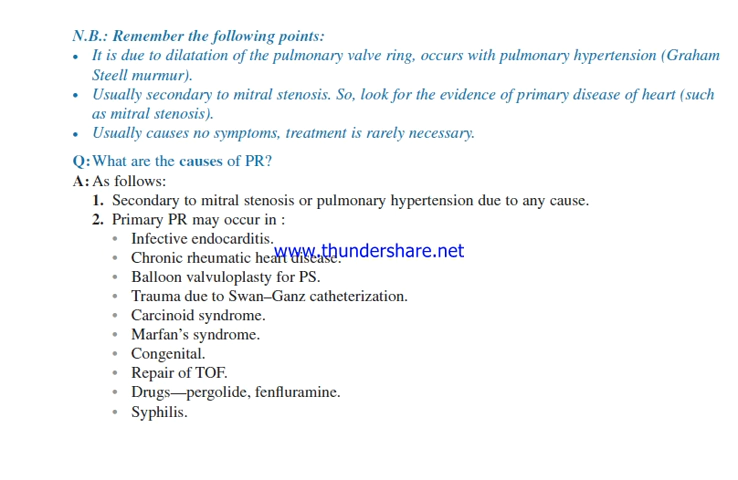 N.B.: Remember the following points:
• It is due to dilatation of the pulmonary valve ring, occurs with pulmonary hypertension (Graham
Steell murmur).
• Usually secondary to mitral stenosis. So, look for the evidence of primary disease of heart (such
as mitral stenosis).
• Usually causes no symptoms, treatment is rarely necessary.
Q: What are the causes of PR?
A: As follows:
1. Secondary to mitral stenosis or pulmonary hypertension due to any cause.
2. Primary PR may occur in :
• Infective endocarditis.
www.thundershare.net
• Chronic rheumatic heart disease.
• Balloon valvuloplasty for PS.
• Trauma due to Swan–Ganz catheterization.
• Carcinoid syndrome.
• Marfan's syndrome.
• Congenital.
• Repair of TOF.
• Drugs—pergolide, fenfluramine.
• Syphilis.